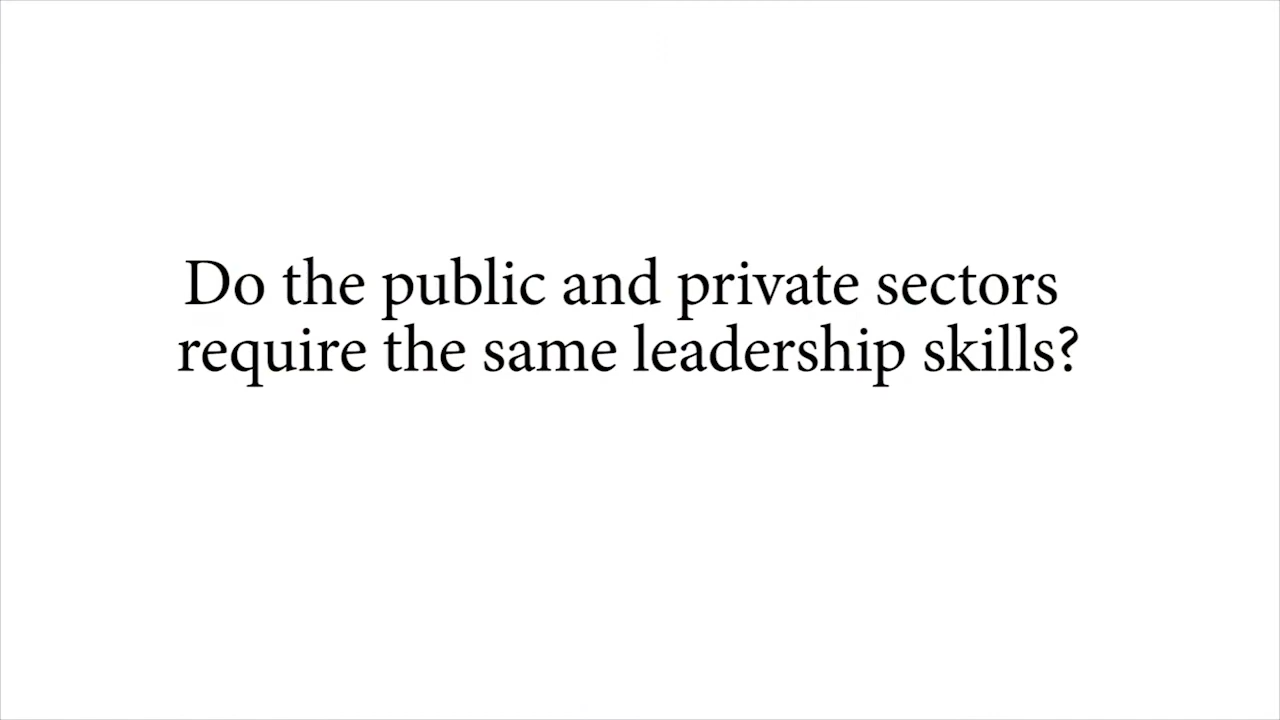 Do the public and private sectors
require the same leadership skills?